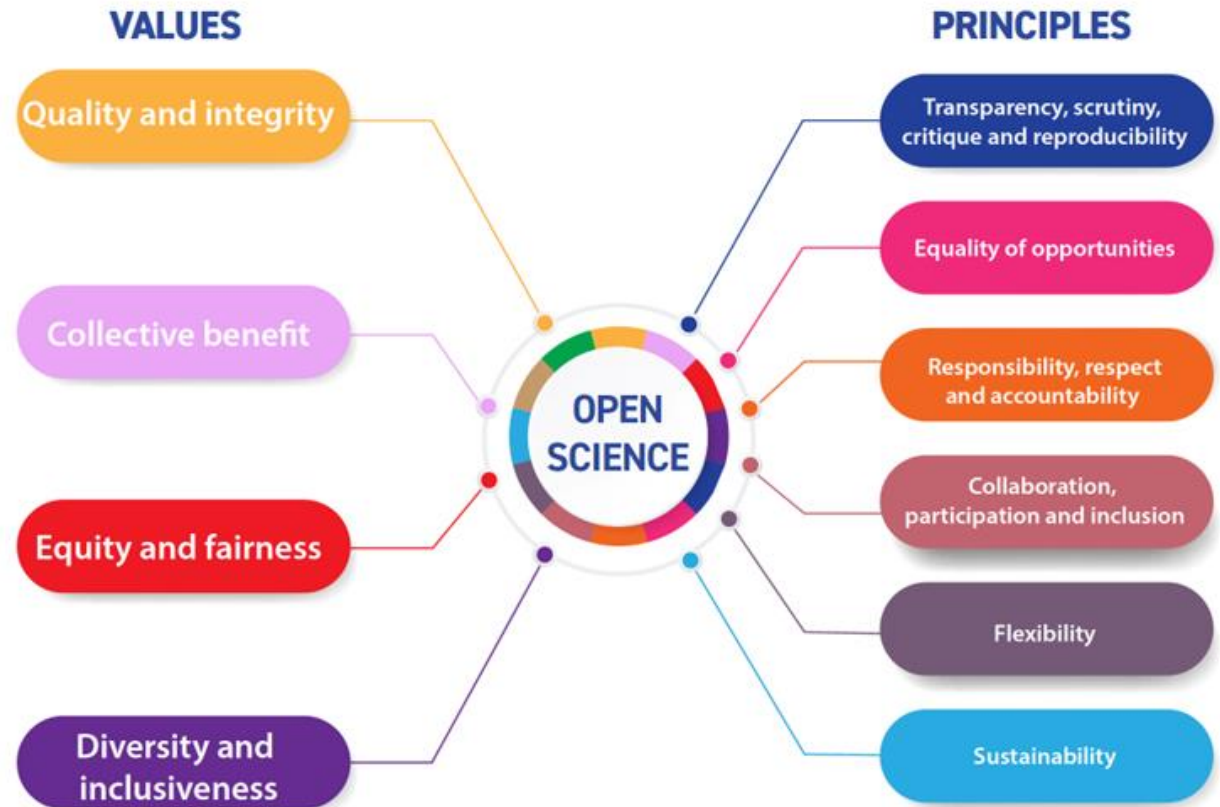 VALUES
Quality and integrity
Collective benefit
Equity and fairness
Diversity and
inclusiveness
OPEN
SCIENCE
PRINCIPLES
Transparency, scrutiny,
critique and reproducibility
Equality of opportunities
Responsibility, respect
and accountability
Collaboration,
participation and inclusion
Flexibility
Sustainability